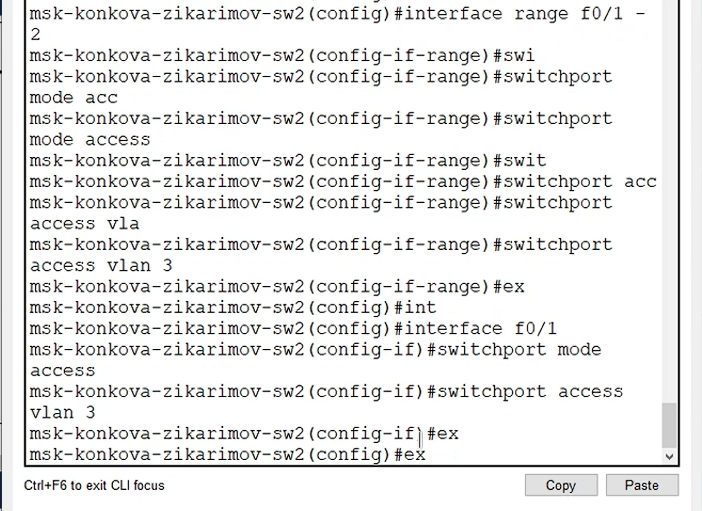 msk-konkova-zikarimov-sw2(config)#interface range f0/1 -
2
msk-konkova-zikarimov-sw2(config-if-range)#swi
msk-konkova-zikarimov-sw2(config-if-range)#switchport
mode acc
msk-konkova-zikarimov-sw2(config-if-range)#switchport
mode access
msk-konkova-zikarimov-sw2(config-if-range)#swit
msk-konkova-zikarimov-sw2(config-if-range)#switchport acc
msk-konkova-zikarimov-sw2(config-if-range)#switchport
access vla
msk-konkova-zikarimov-sw2(config-if-range)#switchport
access vlan 3
msk-konkova-zikarimov-sw2(config-if-range)#ex
msk-konkova-zikarimov-sw2(config)#int
msk-konkova-zikarimov-sw2(config)#interface f0/1
msk-konkova-zikarimov-sw2(config-if)#switchport mode
access
msk-konkova-zikarimov-sw2(config-if)#switchport access
vlan 3
msk-konkova-zikarimov-sw2(config-if)#ex
msk-konkova-zikarimov-sw2(config)#ex
Ctrl+F6 to exit CLI focus
Copy
Paste